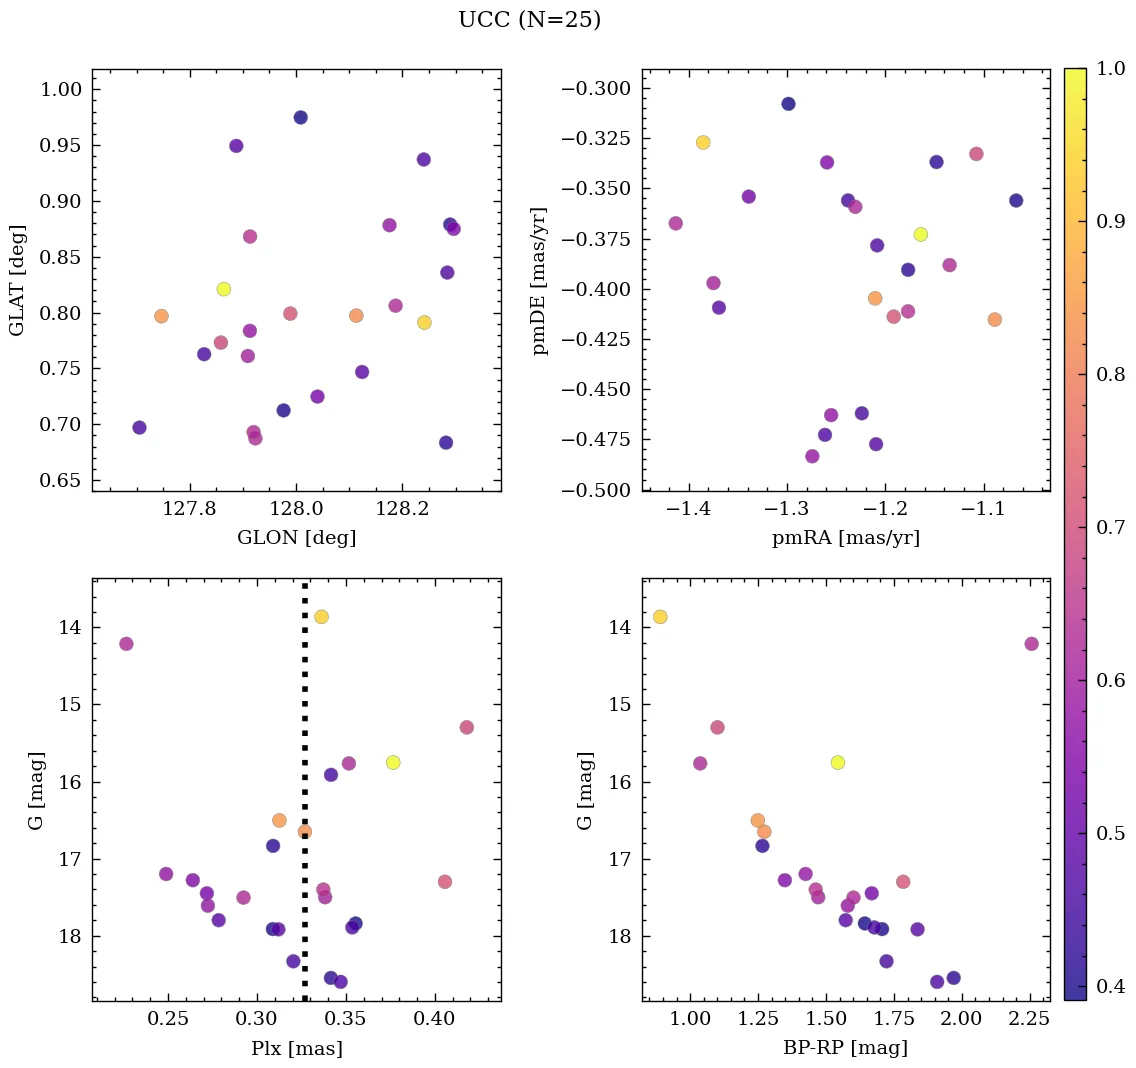 UCC (N=25)
1.00
0.95
0.90
0.85
0.80
0.75
0.70
0.65
GLAT [deg]
127.8 128.0 128.2
GLON [deg]
−0.300
−0.325
−0.350
−0.375
−0.400
−0.425
−0.450
−0.475
−0.500
pmDE [mas/yr]
−1.4 −1.3 −1.2 −1.1
pmRA [mas/yr]
14
15
16
17
18
G [mag]
0.25 0.30 0.35 0.40
Plx [mas]
14
15
16
17
18
G [mag]
1.00 1.25 1.50 1.75 2.00 2.25
BP-RP [mag]
1.0
0.9
0.8
0.7
0.6
0.5
0.4